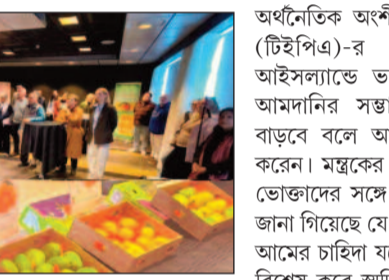 অর্থনৈতিক অংশী
(টিইপিএ)-র
আইসল্যান্ডে ভ
আমদানির সম্ভা
বাড়বে বলে অ
করেন। মন্ত্রকের
ভোক্তাদের সঙ্গে
জানা গিয়েছে যে
আমের চাহিদা য